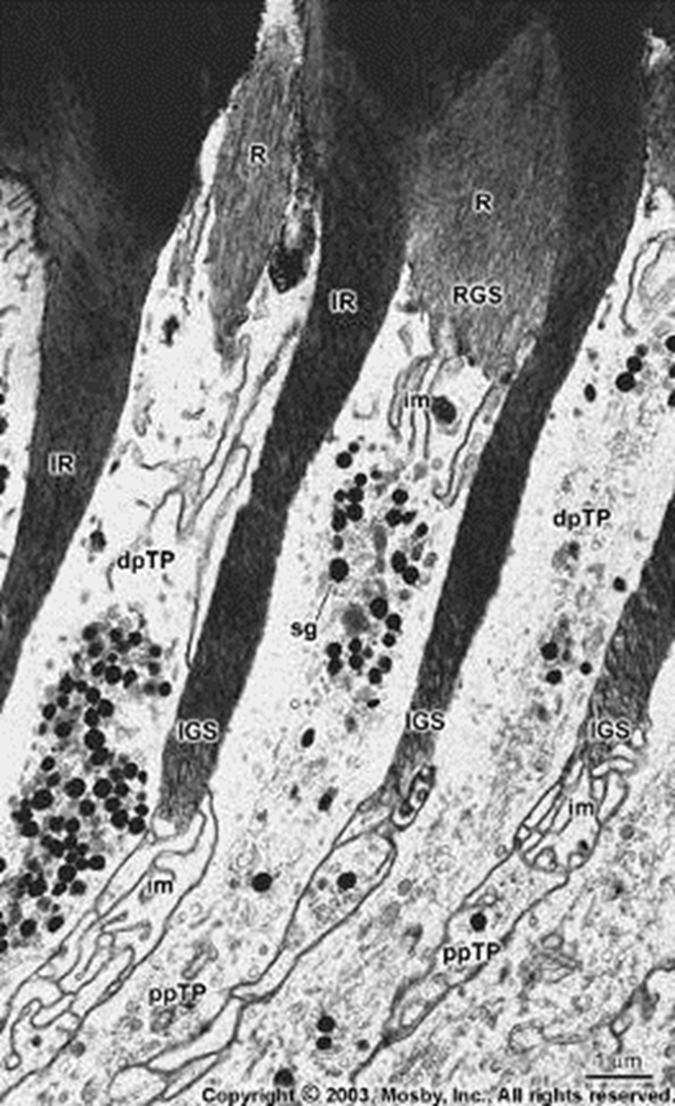 R
R
RGS
IR
im
IR
dpTP
dpTP
sg
IGS
IGS
IGS
im
im
ppTP
ppTP
1 µm
Copyright © 2003, Mosby, Inc., All rights reserved.